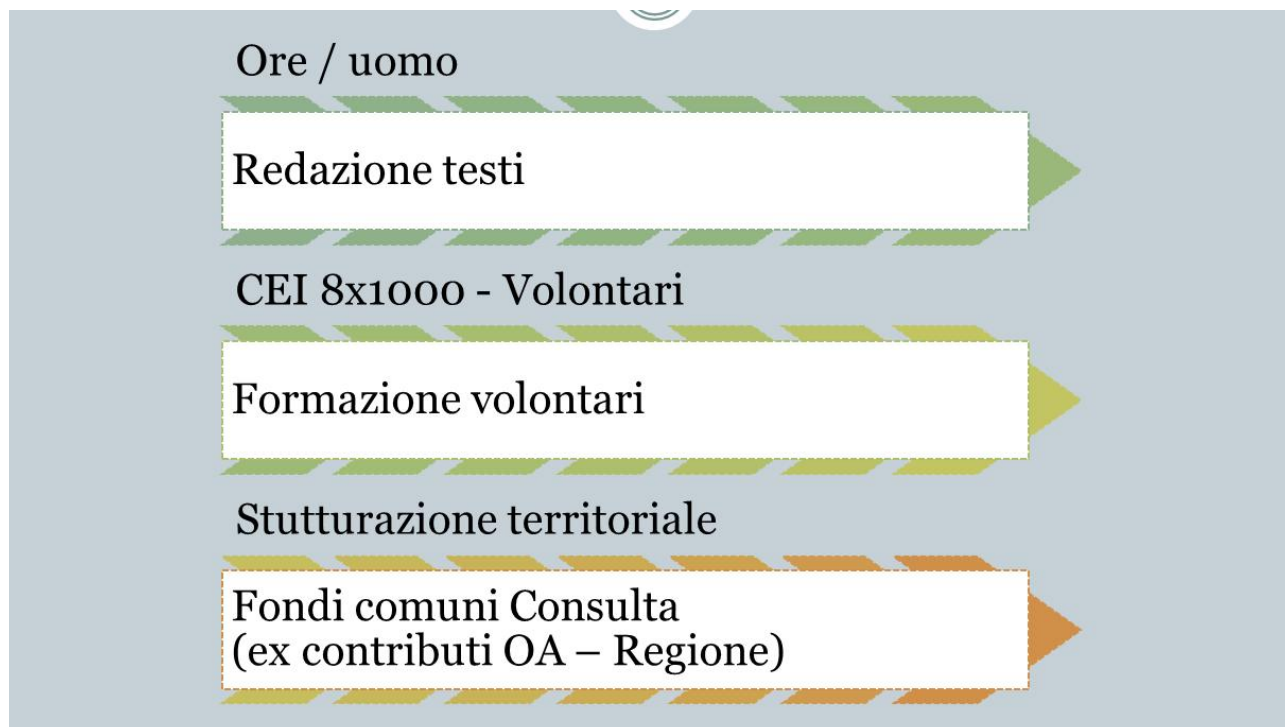 Ore / uomo
Redazione testi
CEI 8x1000 - Volontari
Formazione volontari
Stutturazione territoriale
Fondi comuni Consulta
(ex contributi OA – Regione)